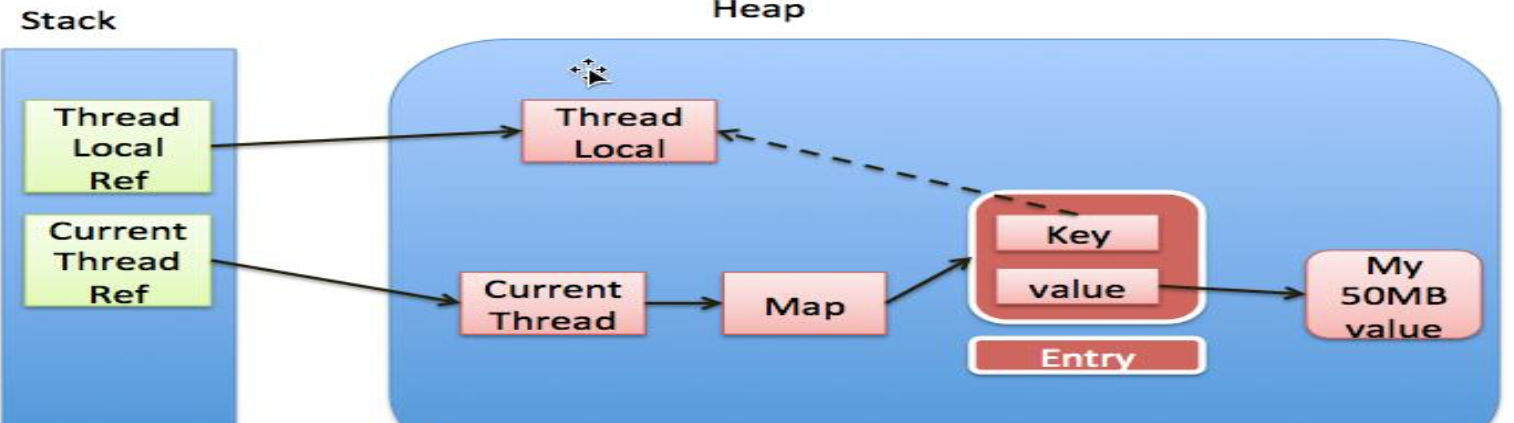 Stack
Heap
Thread
Local
Ref
Thread
Local
Current
Thread
Ref
Current
Thread
Map
Key
value
Entry
My
50MB
value